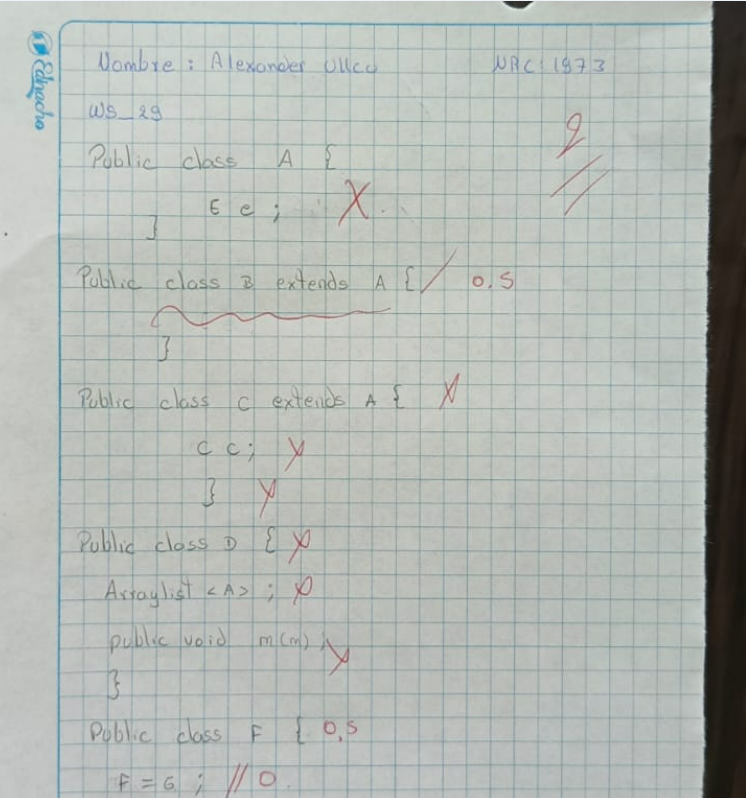 Ednacho
Nombre : Alexander Ullco NRC: 1973
WS_29
2
Public class A {
E e ; X
}
Public class B extends A { / 0.5
}
Public class C extends A { X
C c; X
} X
Public class D { X
Arraylist <A> ; X
public void m(m) ; X
}
Public class F { 0,5
F = G ; // 0